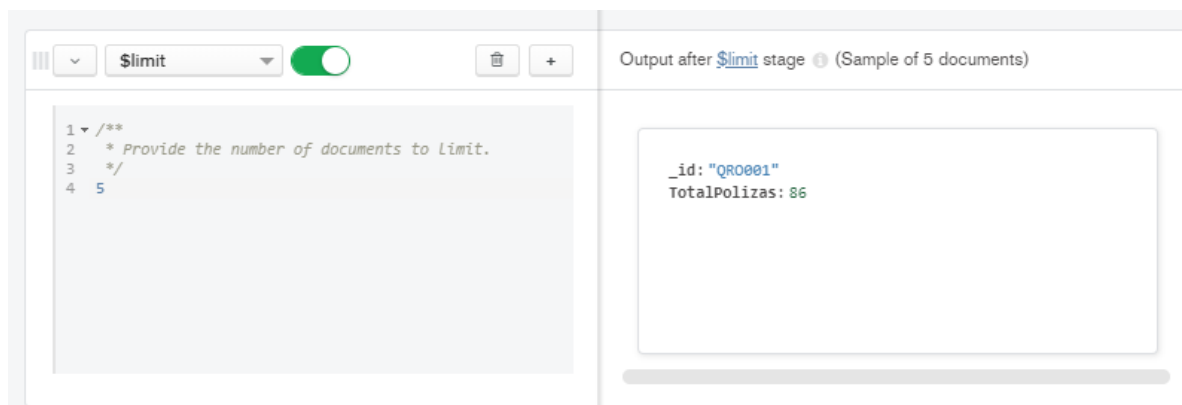 $limit
+
Output after $limit stage (Sample of 5 documents)
1 /**
2 * Provide the number of documents to limit.
3 */
4 5
_id: "QRO001"
TotalPolizas: 86